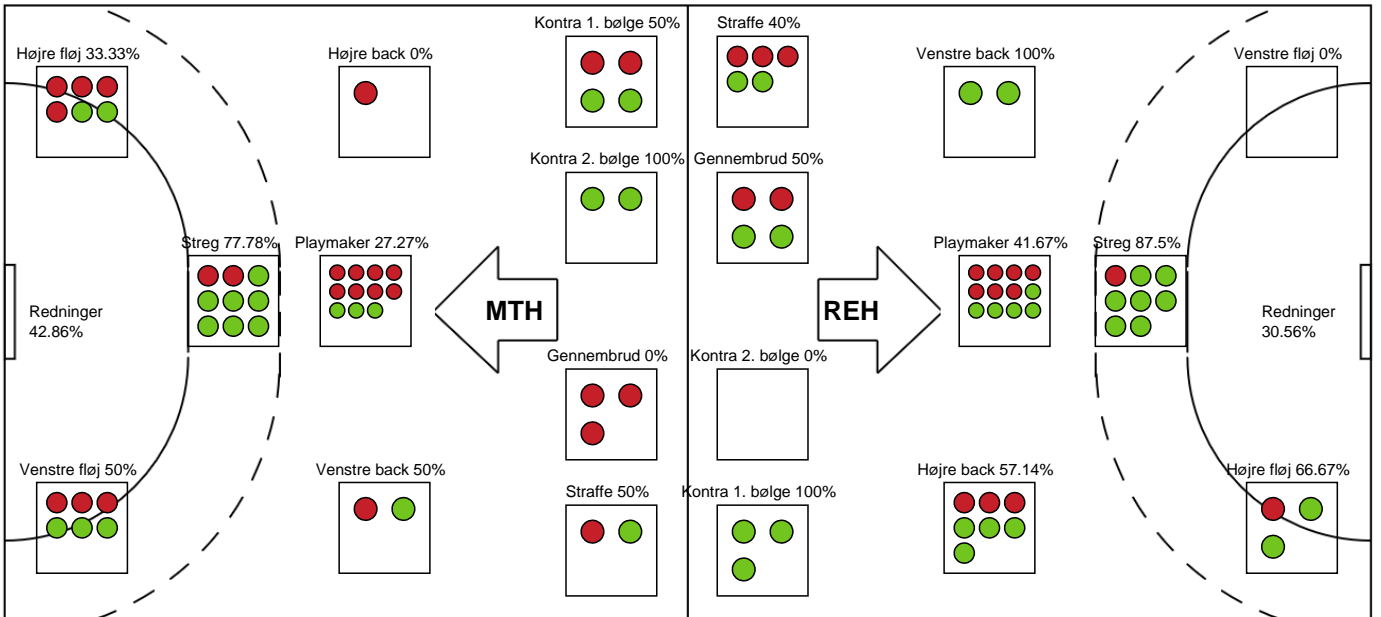 Kontra 1. bølge 50%
Straffe 40%
Højre fløj 33.33%
Højre back 0%
Venstre back 100%
Venstre fløj 0%
Kontra 2. bølge 100%
Gennembrud 50%
Streg 77.78%
Playmaker 27.27%
Playmaker 41.67%
Streg 87.5%
Redninger
42.86%
MTH
REH
Redninger
30.56%
Gennembrud 0%
Kontra 2. bølge 0%
Venstre fløj 50%
Venstre back 50%
Højre back 57.14%
Højre fløj 66.67%
Straffe 50%
Kontra 1. bølge 100%